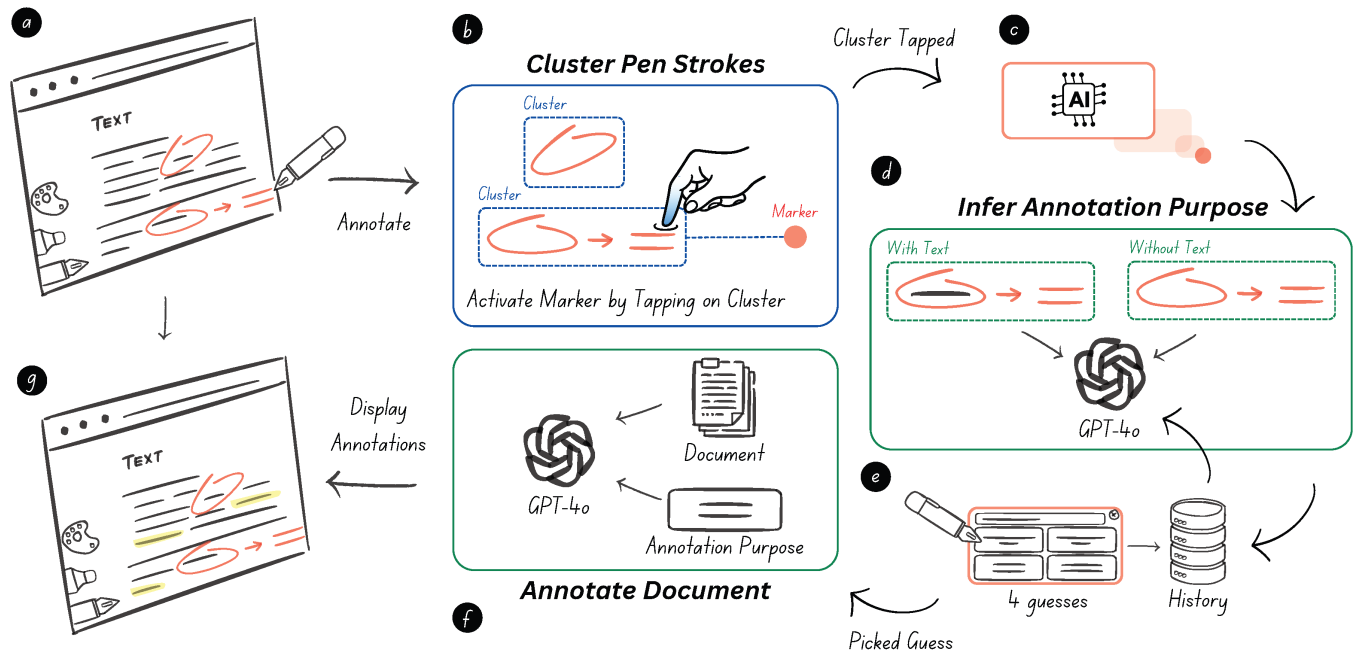 a
TEXT
Annotate
b
Cluster Pen Strokes
Cluster
Cluster
Marker
Activate Marker by Tapping on Cluster
Cluster Tapped
c
AI
d
Infer Annotation Purpose
With Text
Without Text
GPT-4o
e
4 guesses
History
Picked Guess
f
Annotate Document
Document
GPT-4o
Annotation Purpose
Display
Annotations
g
TEXT